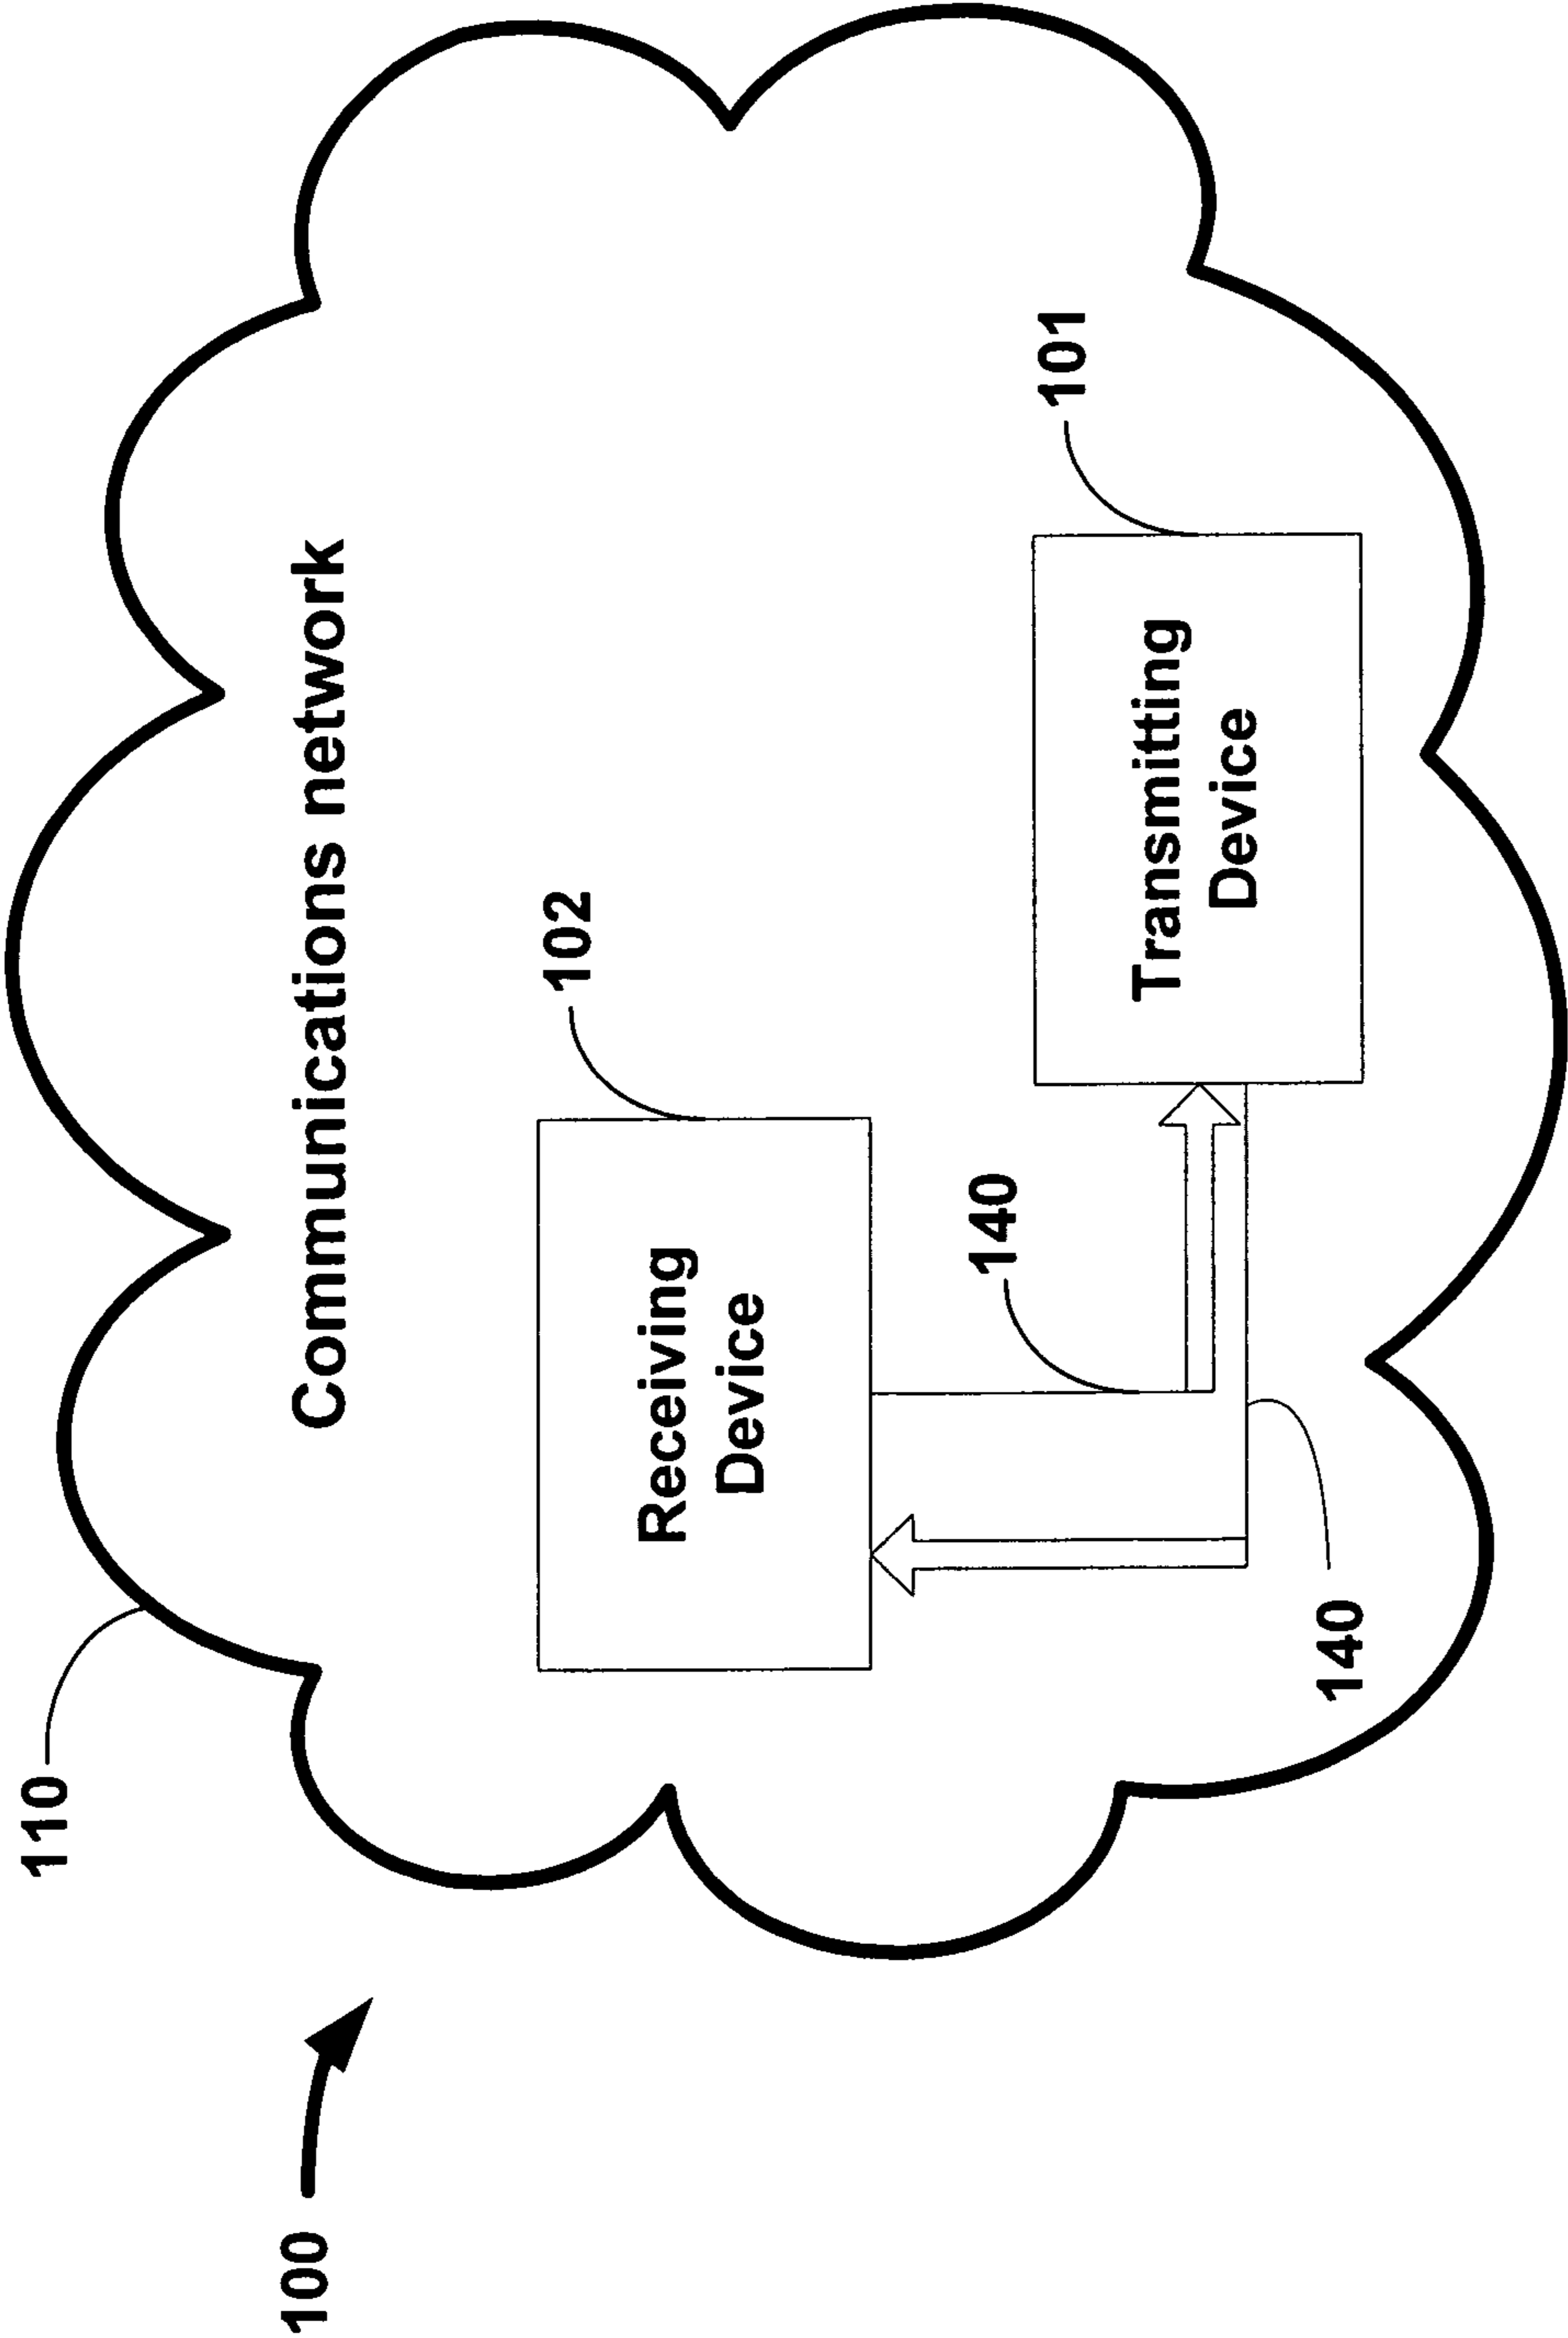 100
110
Communications network
102
Receiving
Device
140
101
Transmitting
Device
140